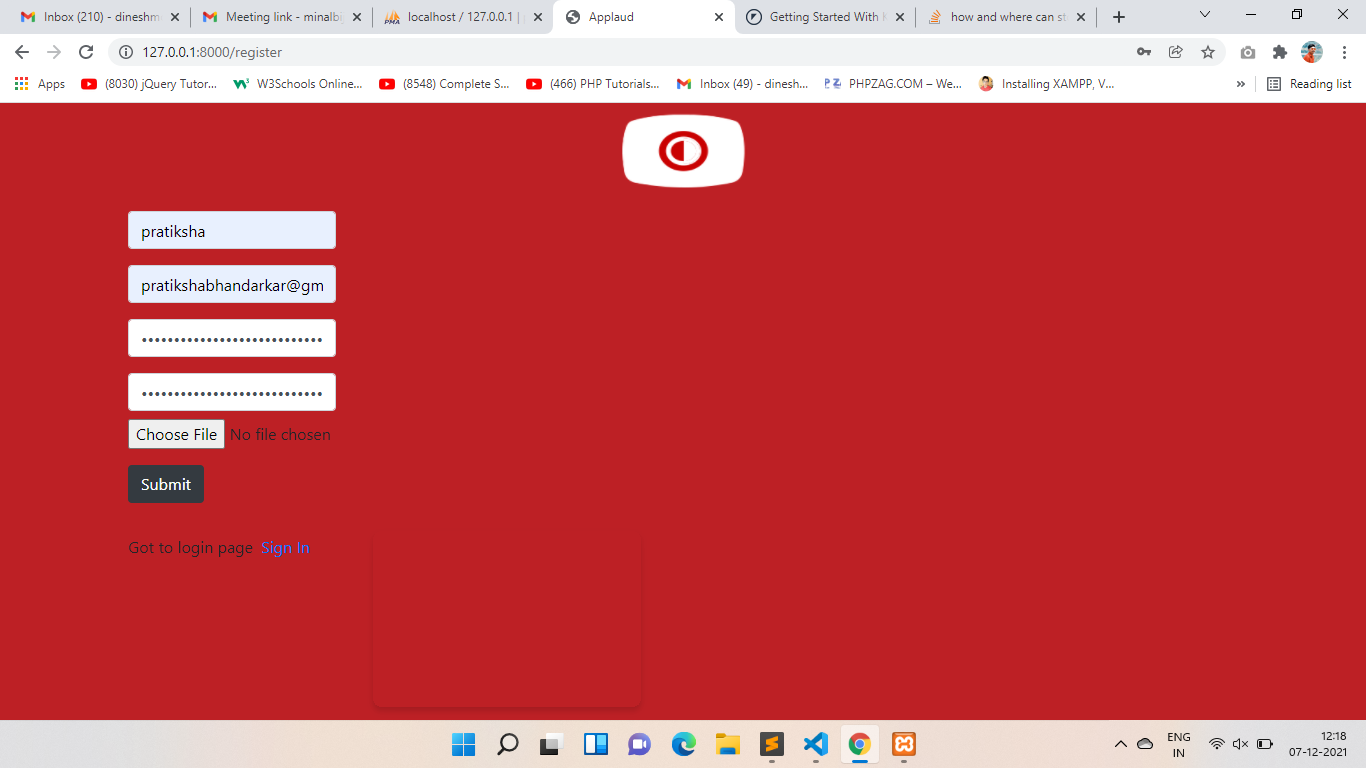 Inbox (210) - dineshm
Meeting link - minalbi
localhost / 127.0.0.1 | p
Applaud
Getting Started With K
how and where can st
127.0.0.1:8000/register
Apps
(8030) jQuery Tutor...
W3Schools Online...
(8548) Complete S...
(466) PHP Tutorials...
Inbox (49) - dinesh...
PHPZAG.COM – We...
Installing XAMPP, V...
»
Reading list
pratiksha
pratikshabhandarkar@gm
Choose File No file chosen
Submit
Got to login page Sign In
ENG
IN
12:18
07-12-2021